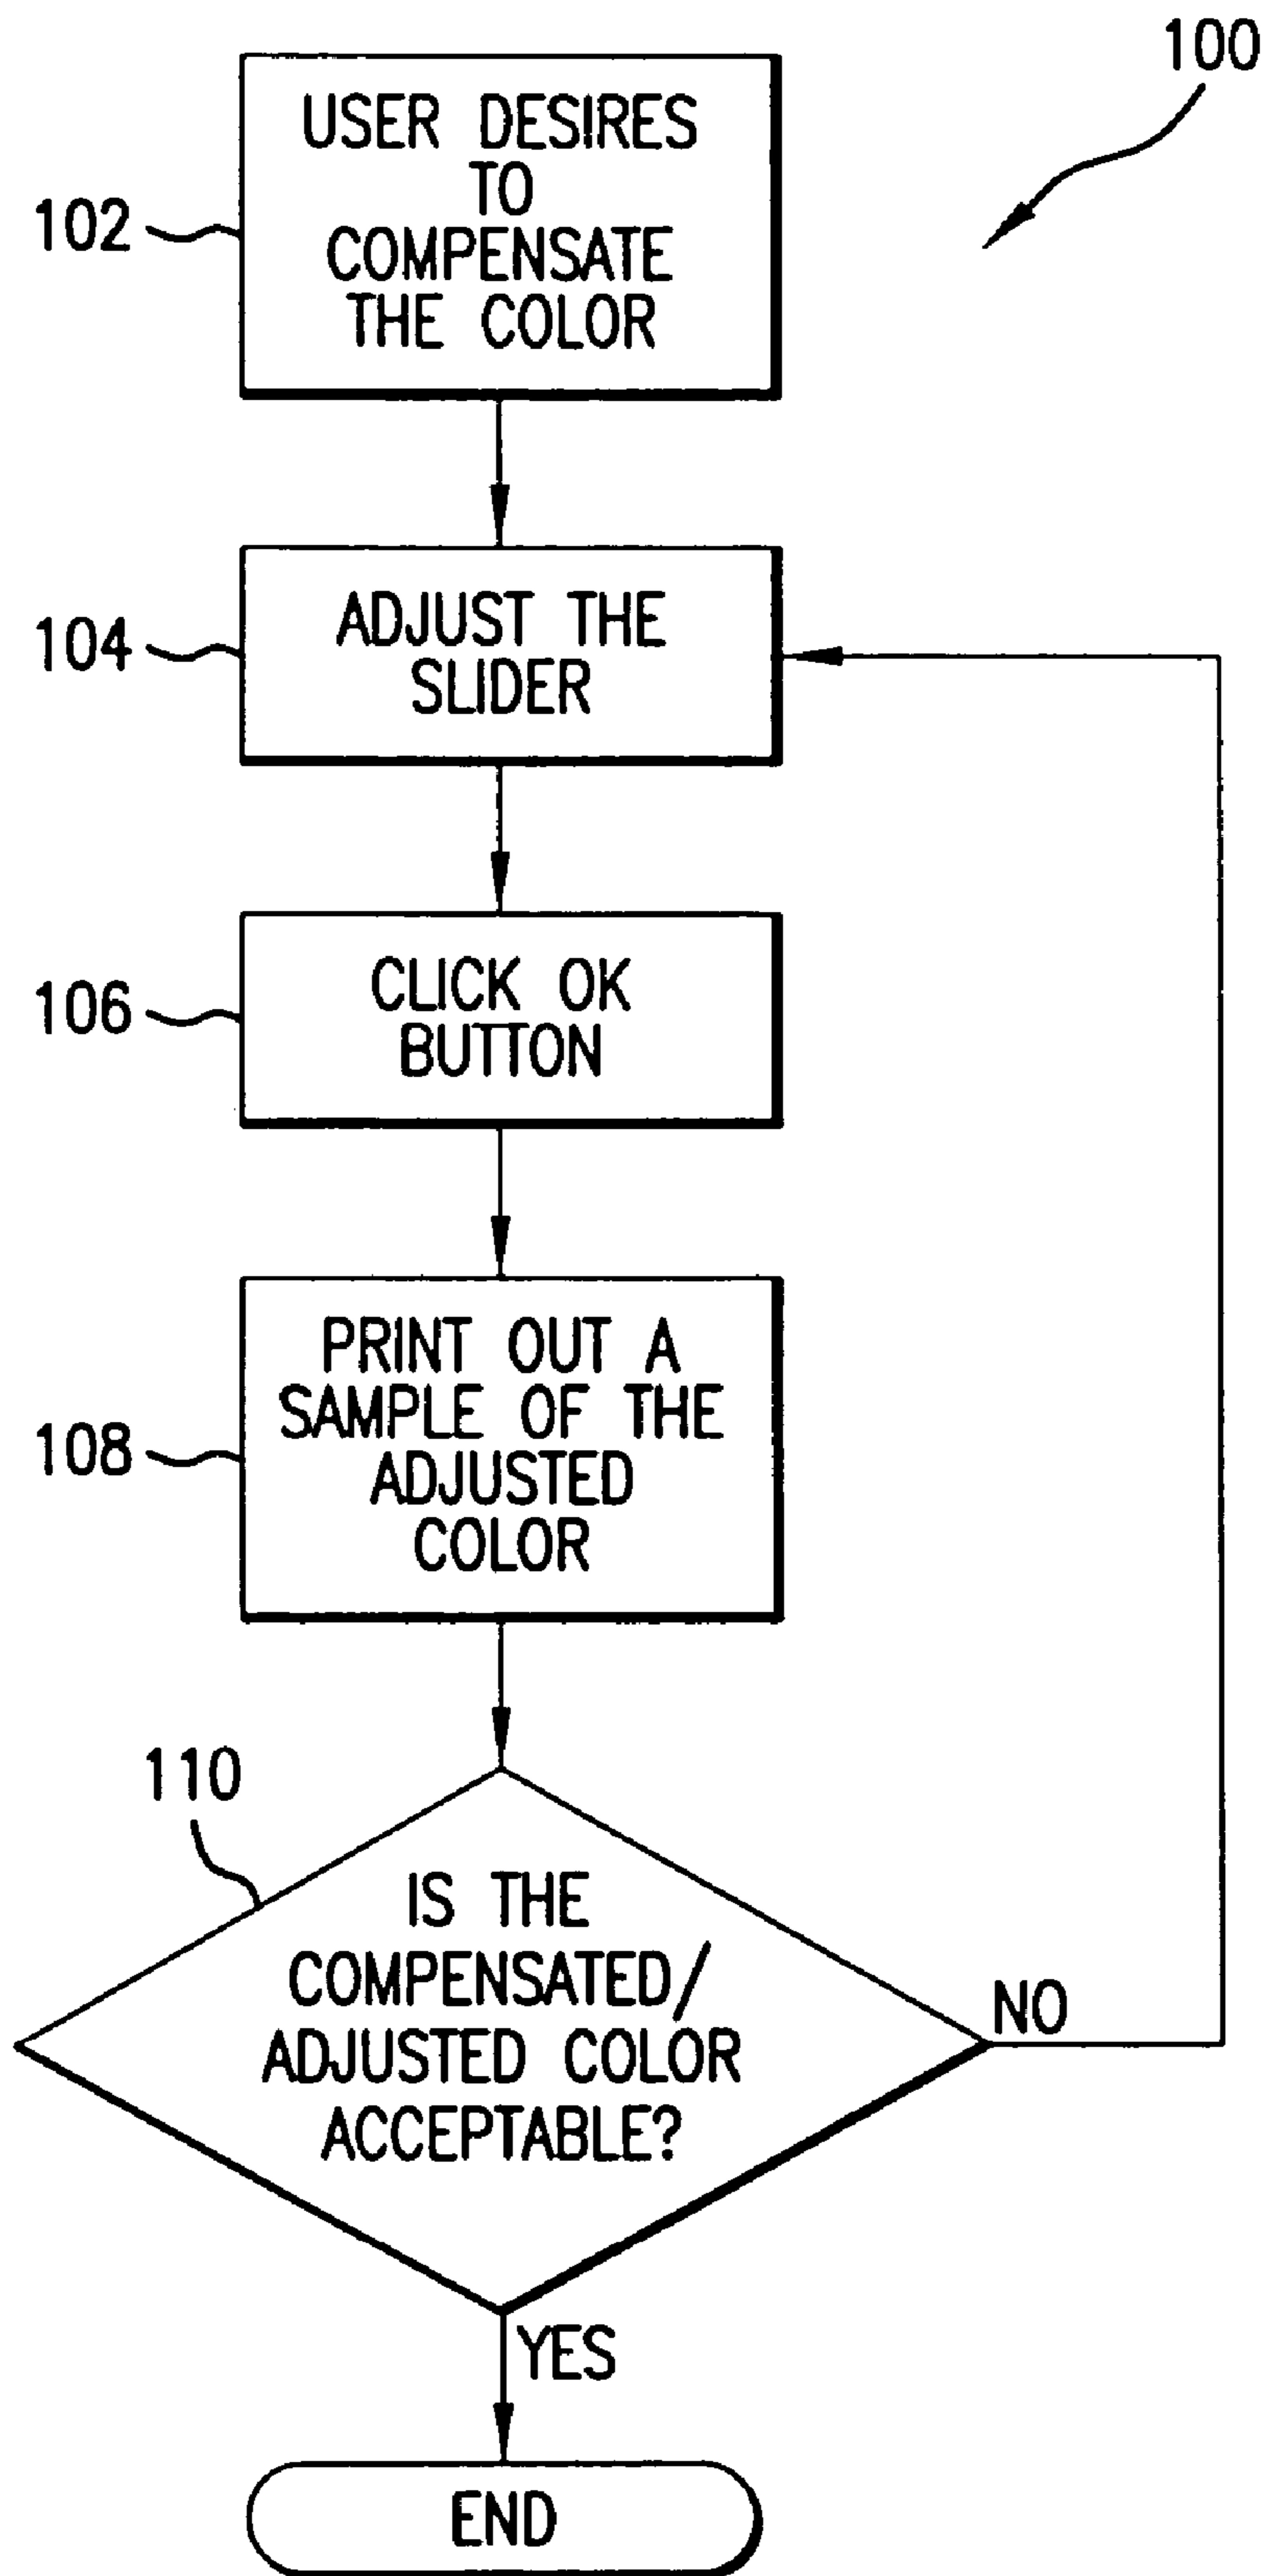 100
102
USER DESIRES
TO
COMPENSATE
THE COLOR
104
ADJUST THE
SLIDER
106
CLICK OK
BUTTON
108
PRINT OUT A
SAMPLE OF THE
ADJUSTED
COLOR
110
IS THE
COMPENSATED/
ADJUSTED COLOR
ACCEPTABLE?
NO
YES
END